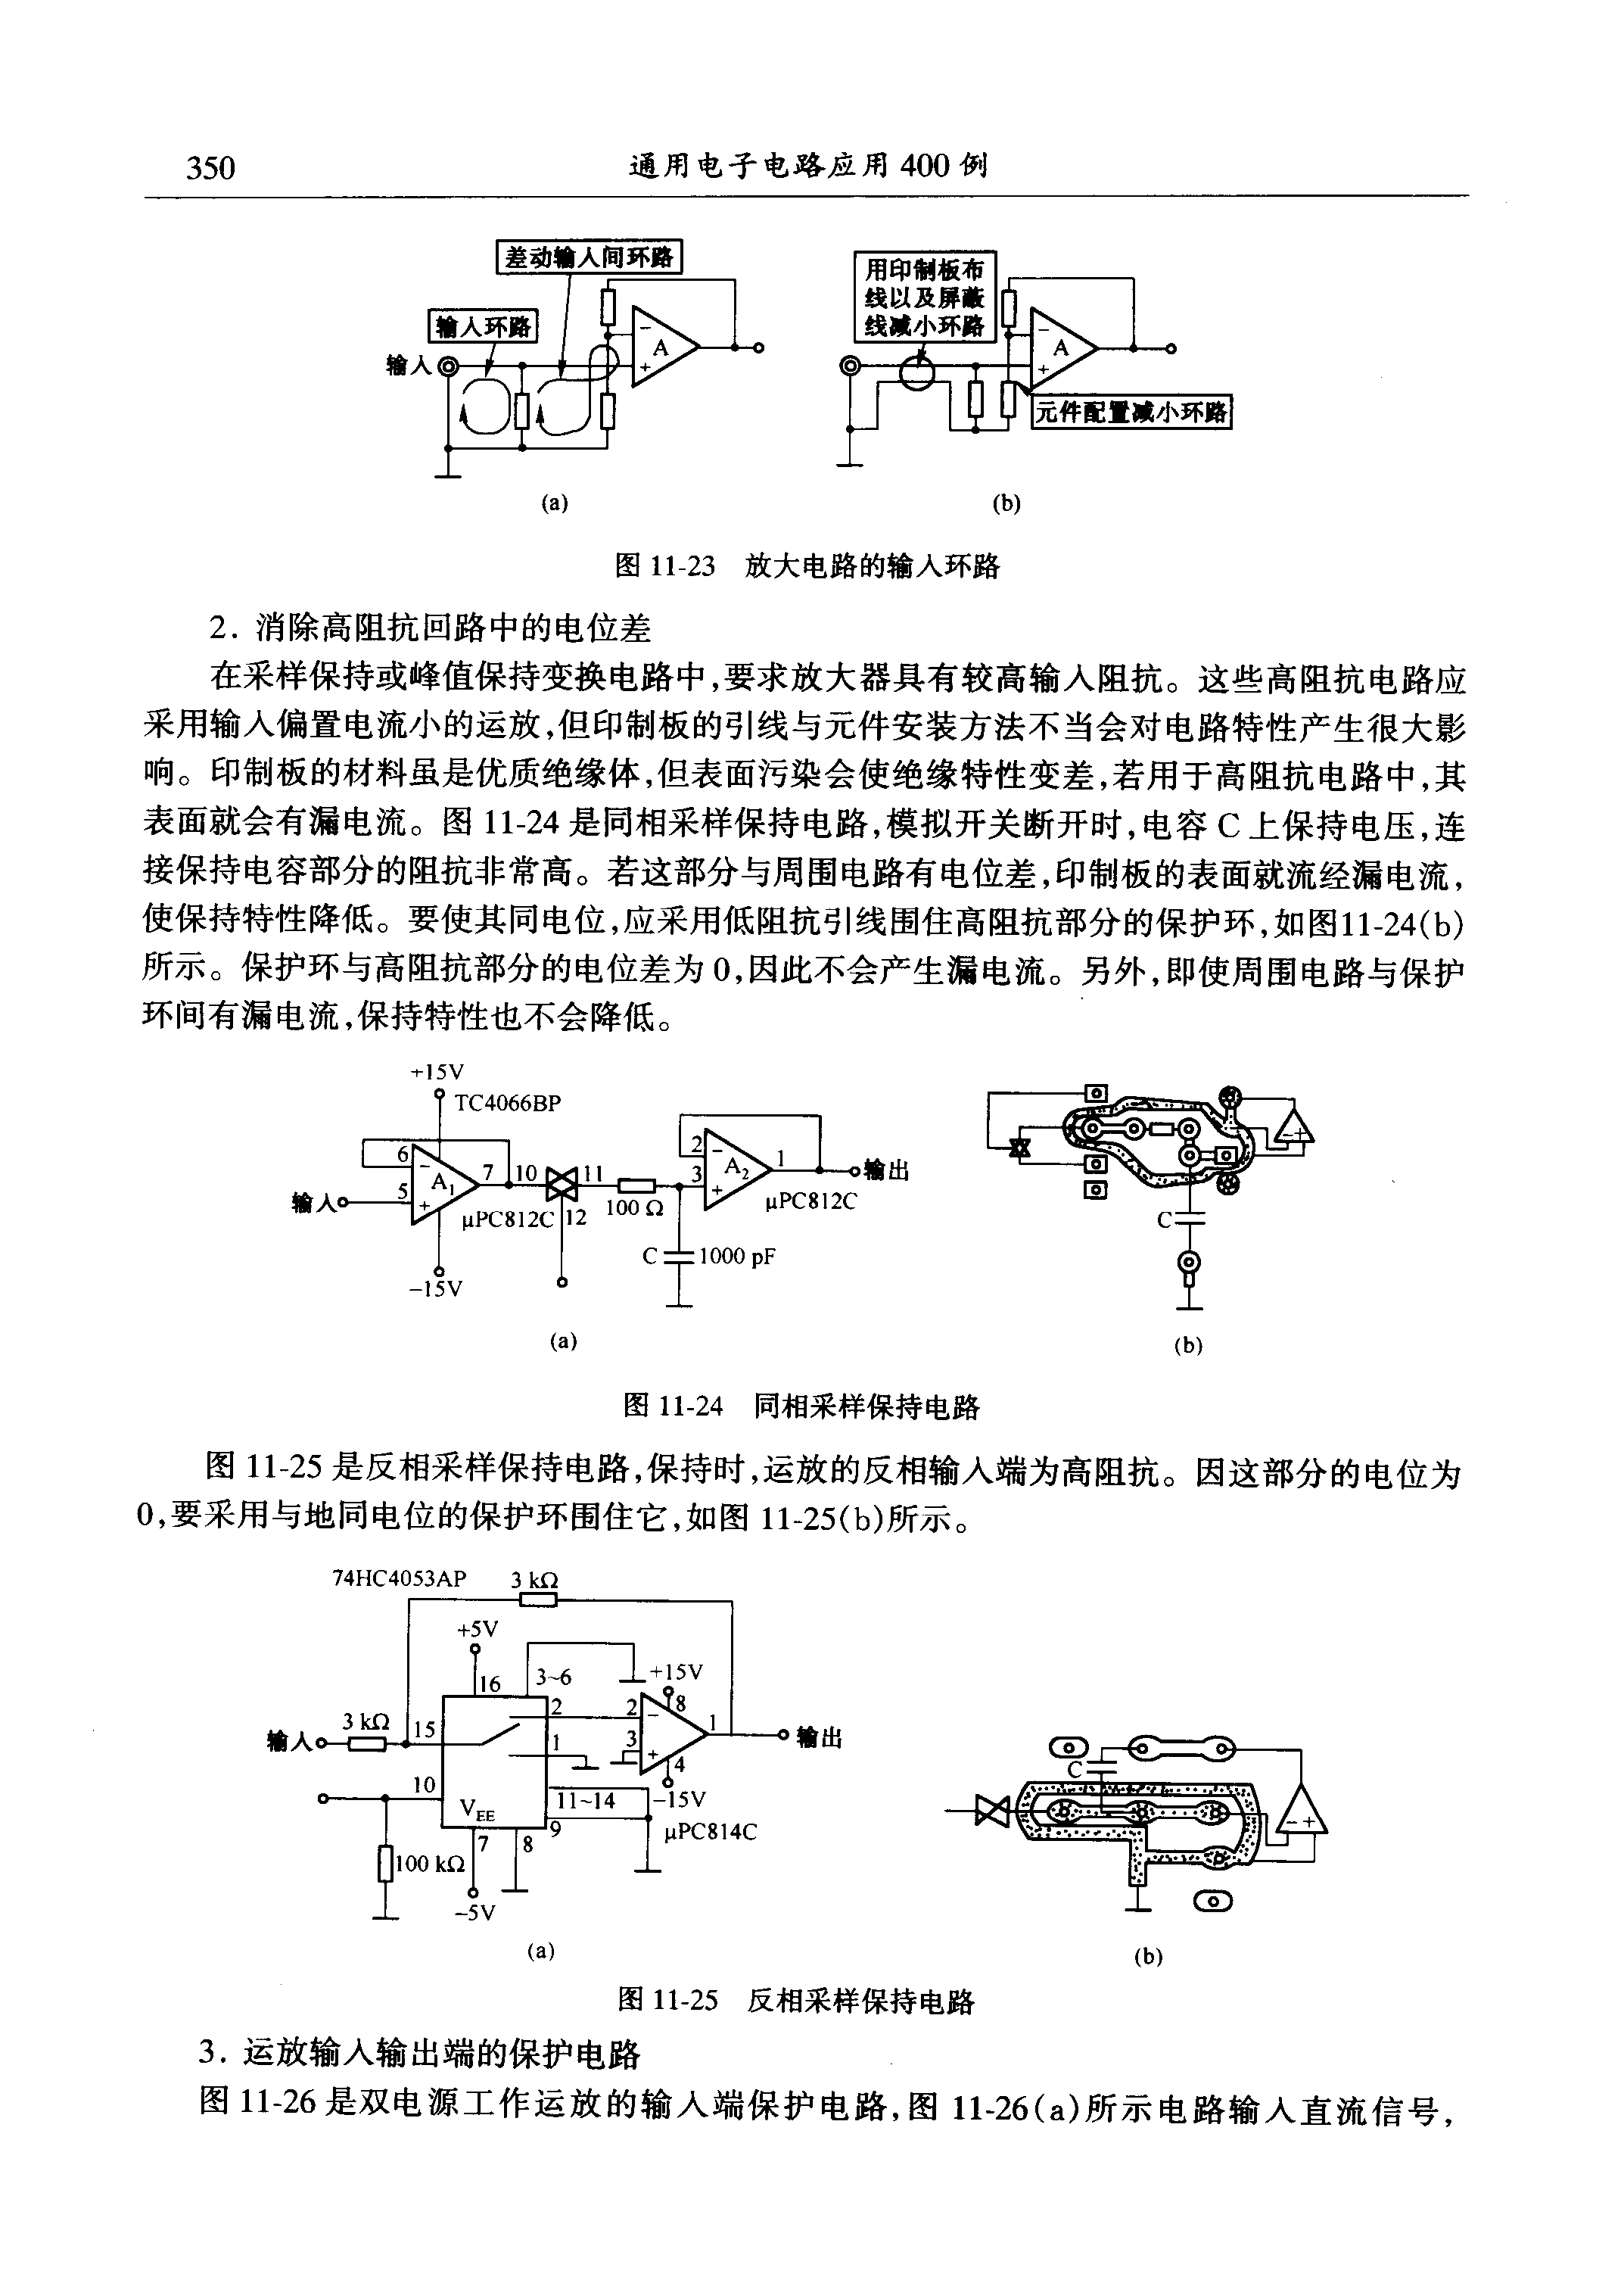 350
通用电子电路应用 400 例
差动输入间环路
输入环路
输入
A
(a)
用印制板布
线以及屏蔽
线减小环路
A
元件配置减小环路
(b)
图 11-23 放大电路的输入环路
2. 消除高阻抗回路中的电位差
在采样保持或峰值保持变换电路中,要求放大器具有较高输入阻抗。这些高阻抗电路应
采用输入偏置电流小的运放,但印制板的引线与元件安装方法不当会对电路特性产生很大影
响。印制板的材料虽是优质绝缘体,但表面污染会使绝缘特性变差,若用于高阻抗电路中,其
表面就会有漏电流。图 11-24 是同相采样保持电路,模拟开关断开时,电容 C 上保持电压,连
接保持电容部分的阻抗非常高。若这部分与周围电路有电位差,印制板的表面就流经漏电流,
使保持特性降低。要使其同电位,应采用低阻抗引线围住高阻抗部分的保护环,如图11-24(b)
所示。保护环与高阻抗部分的电位差为 0,因此不会产生漏电流。另外,即使周围电路与保护
环间有漏电流,保持特性也不会降低。
+15V
TC4066BP
6
5
A1
7
10
11
输入
μPC812C
12
100 Ω
2
3
A2
1
输出
μPC812C
C
1000 pF
-15V
(a)
C
(b)
图 11-24 同相采样保持电路
图 11-25 是反相采样保持电路,保持时,运放的反相输入端为高阻抗。因这部分的电位为
0,要采用与地同电位的保护环围住它,如图 11-25(b)所示。
74HC4053AP
3 kΩ
+5V
16
3~6
+15V
2
2
8
3 kΩ
15
输入
1
3
1
输出
4
10
VEE
11~14
-15V
9
μPC814C
7
8
100 kΩ
-5V
(a)
C
(b)
图 11-25 反相采样保持电路
3. 运放输入输出端的保护电路
图 11-26 是双电源工作运放的输入端保护电路,图 11-26(a)所示电路输入直流信号,